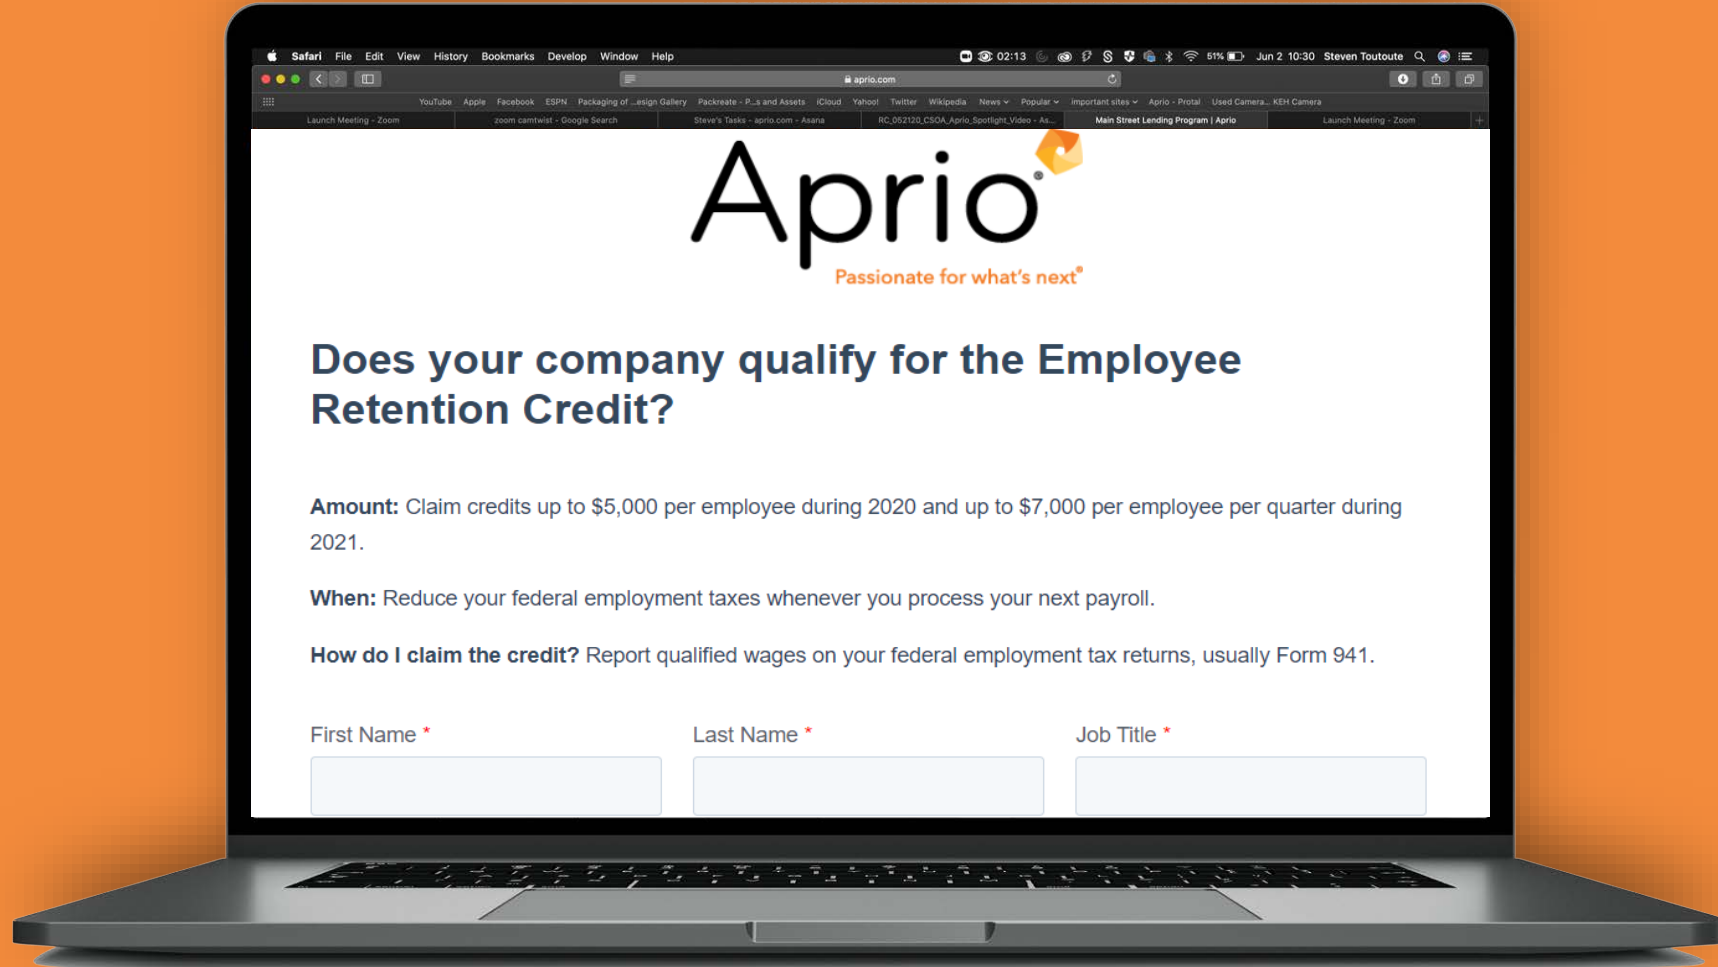 Safari File Edit View History Bookmarks Develop Window Help 02:13 51% Jun 2 10:30 Steven Toutoute
aprio.com
YouTube Apple Facebook ESPN Packaging of ...esign Gallery Packreate - P...s and Assets iCloud Yahoo! Twitter Wikipedia News Popular Important sites Aprio - Protal Used Camera... KEH Camera
Launch Meeting - Zoom zoom camtwist - Google Search Steve's Tasks - aprio.com - Asana RC_052120_CSOA_Aprio_Spotlight_Video - As... Main Street Lending Program | Aprio Launch Meeting - Zoom
Aprio®
Passionate for what's next®
Does your company qualify for the Employee
Retention Credit?
Amount: Claim credits up to $5,000 per employee during 2020 and up to $7,000 per employee per quarter during
2021.
When: Reduce your federal employment taxes whenever you process your next payroll.
How do I claim the credit? Report qualified wages on your federal employment tax returns, usually Form 941.
First Name * Last Name * Job Title *